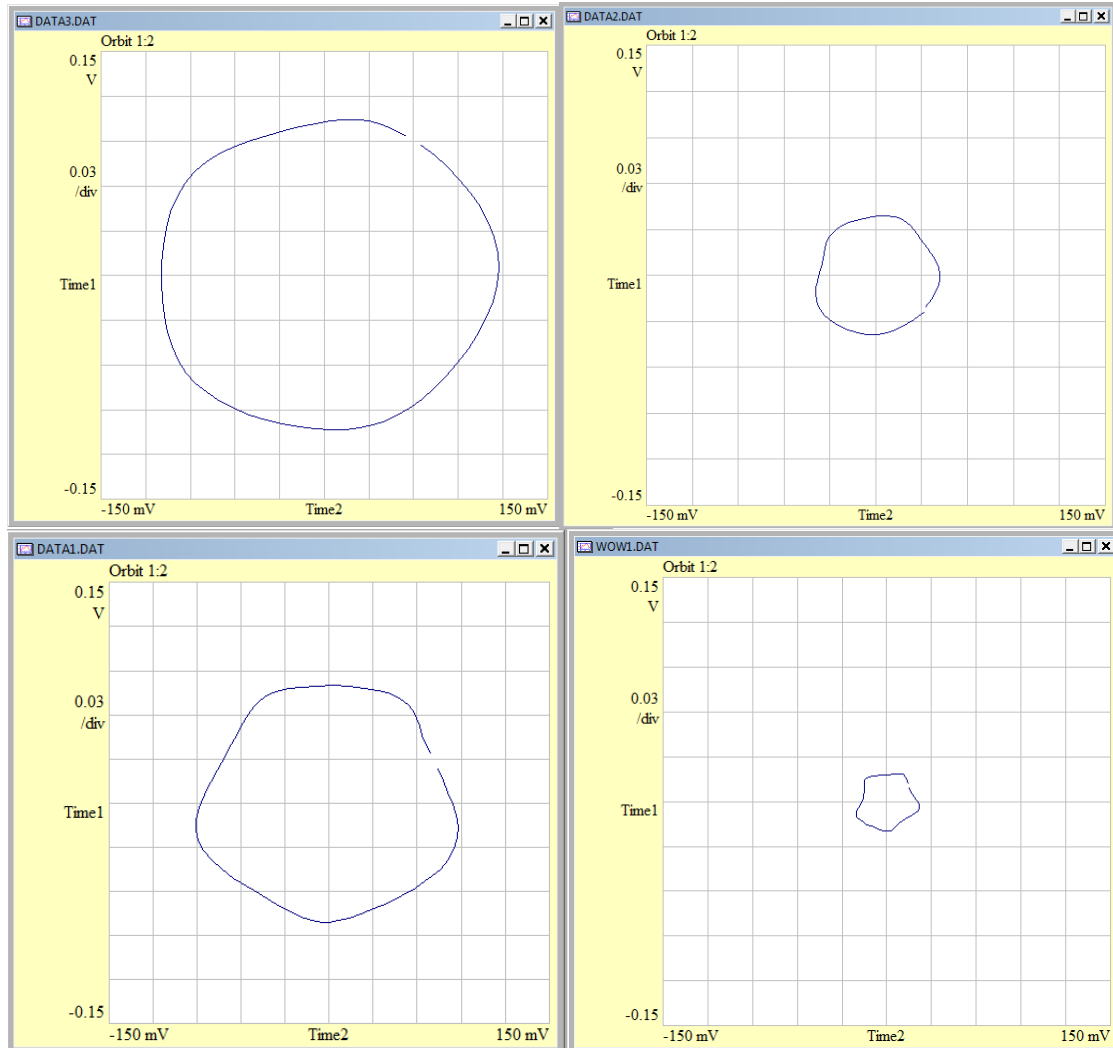 DATA3.DAT
Orbit 1:2
0.15
V
0.03
/div
Time1
-0.15
-150 mV Time2 150 mV
DATA2.DAT
Orbit 1:2
0.15
V
0.03
/div
Time1
-0.15
-150 mV Time2 150 mV
DATA1.DAT
Orbit 1:2
0.15
V
0.03
/div
Time1
-0.15
-150 mV Time2 150 mV
WOW1.DAT
Orbit 1:2
0.15
V
0.03
/div
Time1
-0.15
-150 mV Time2 150 mV